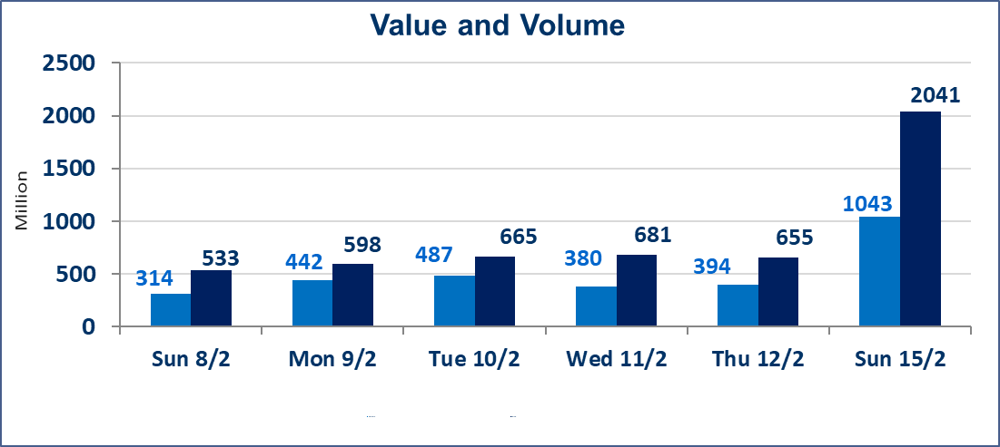 Value and Volume
2500
2000
1500
1000
500
0
Million
314 533 442 598 487 665 380 681 394 655 1043 2041
Sun 8/2 Mon 9/2 Tue 10/2 Wed 11/2 Thu 12/2 Sun 15/2